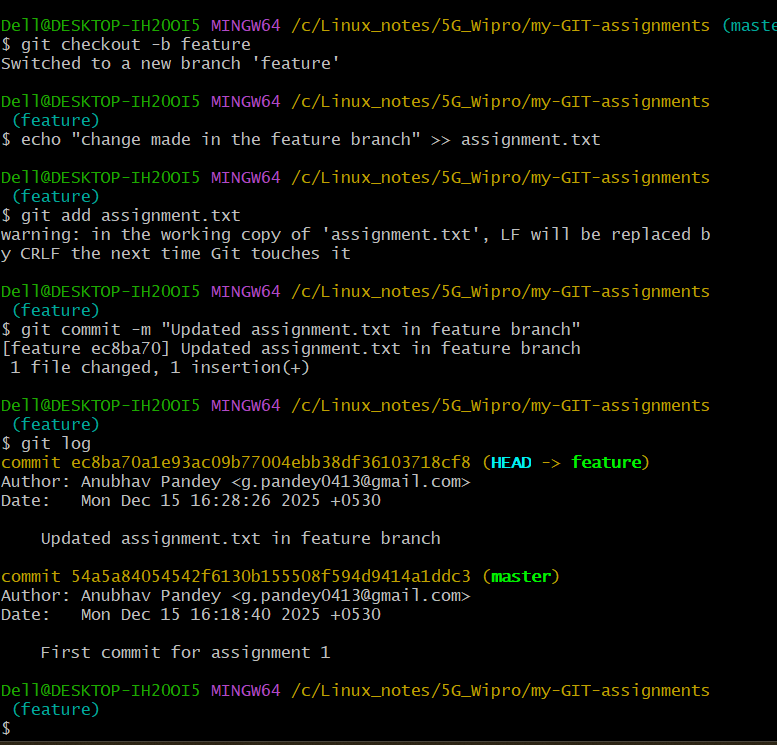 Dell@DESKTOP-IH20OI5 MINGW64 /c/Linux_notes/5G_Wipro/my-GIT-assignments (maste
$ git checkout -b feature
Switched to a new branch 'feature'
Dell@DESKTOP-IH20OI5 MINGW64 /c/Linux_notes/5G_Wipro/my-GIT-assignments
(feature)
$ echo "change made in the feature branch" >> assignment.txt
Dell@DESKTOP-IH20OI5 MINGW64 /c/Linux_notes/5G_Wipro/my-GIT-assignments
(feature)
$ git add assignment.txt
warning: in the working copy of 'assignment.txt', LF will be replaced b
y CRLF the next time Git touches it
Dell@DESKTOP-IH20OI5 MINGW64 /c/Linux_notes/5G_Wipro/my-GIT-assignments
(feature)
$ git commit -m "Updated assignment.txt in feature branch"
[feature ec8ba70] Updated assignment.txt in feature branch
1 file changed, 1 insertion(+)
Dell@DESKTOP-IH20OI5 MINGW64 /c/Linux_notes/5G_Wipro/my-GIT-assignments
(feature)
$ git log
commit ec8ba70a1e93ac09b77004ebb38df36103718cf8 (HEAD -> feature)
Author: Anubhav Pandey <g.pandey0413@gmail.com>
Date:   Mon Dec 15 16:28:26 2025 +0530
Updated assignment.txt in feature branch
commit 54a5a84054542f6130b155508f594d9414a1ddc3 (master)
Author: Anubhav Pandey <g.pandey0413@gmail.com>
Date:   Mon Dec 15 16:18:40 2025 +0530
First commit for assignment 1
Dell@DESKTOP-IH20OI5 MINGW64 /c/Linux_notes/5G_Wipro/my-GIT-assignments
(feature)
$